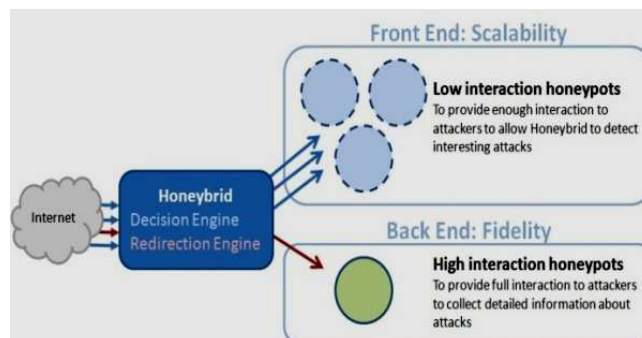 Front End: Scalability
Low interaction honeypots
To provide enough interaction to
attackers to allow Honeybrid to detect
interesting attacks
Internet
Honeybrid
Decision Engine
Redirection Engine
Back End: Fidelity
High interaction honeypots
To provide full interaction to attackers
to collect detailed information about
attacks